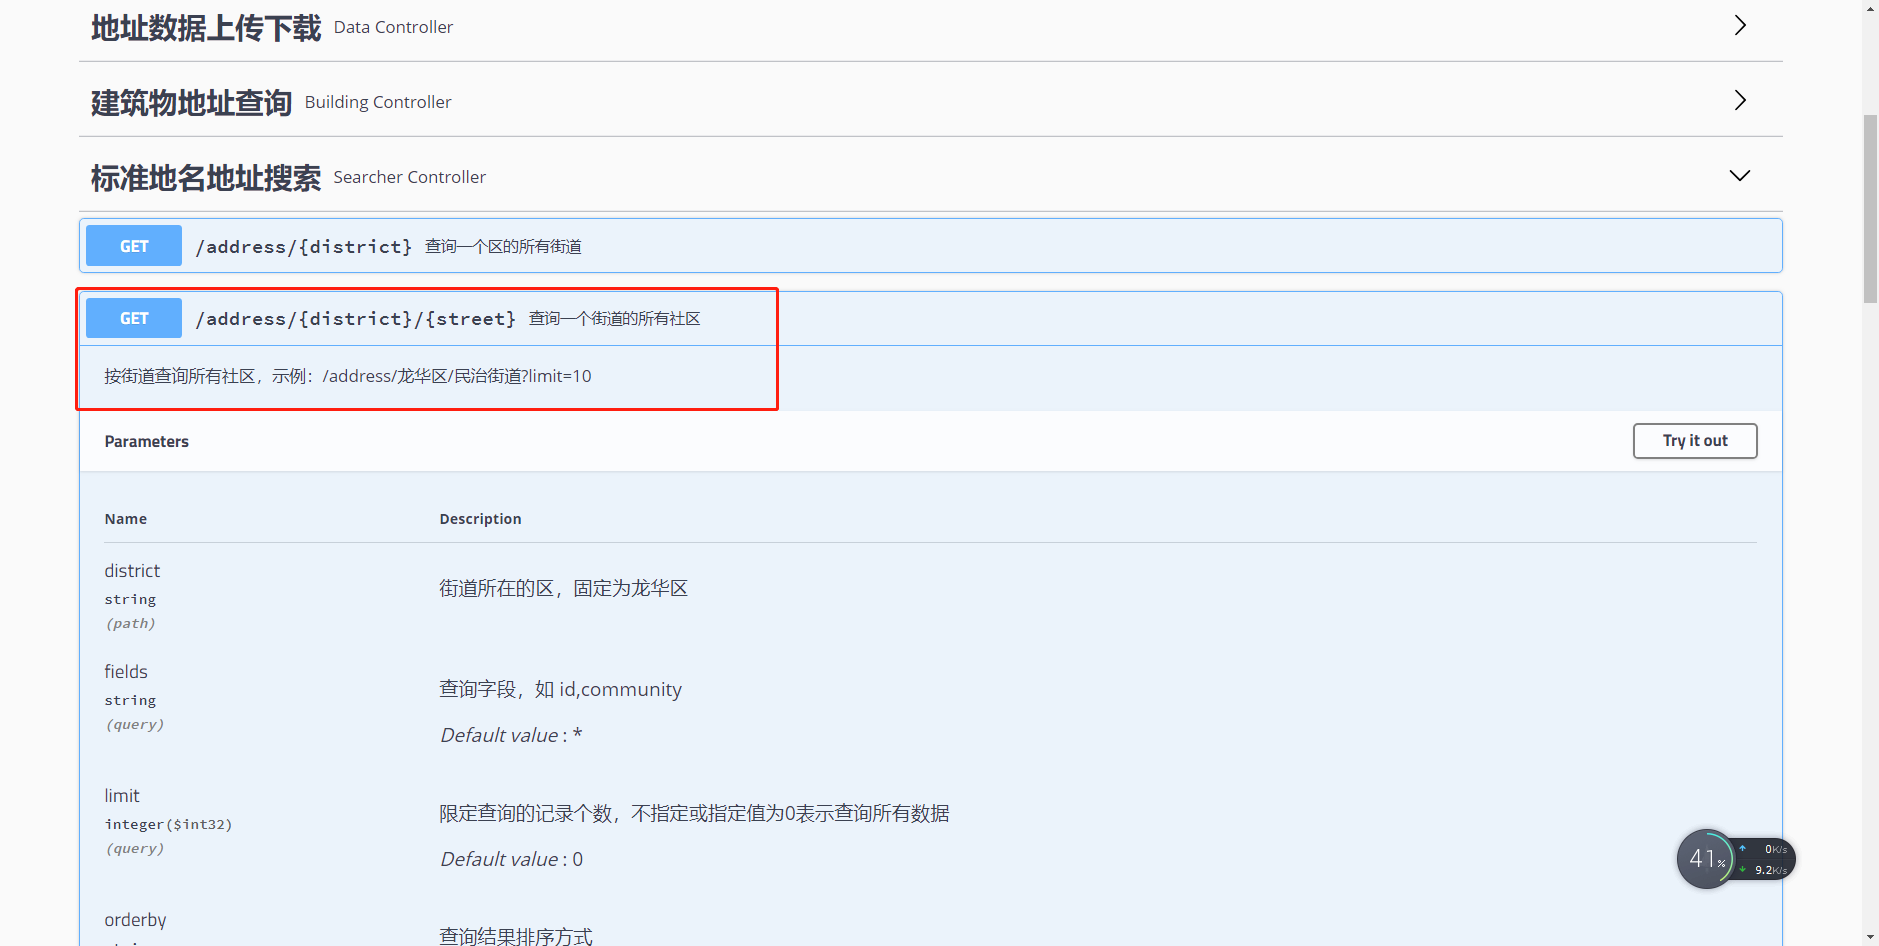 地址数据上传下载 Data Controller
建筑物地址查询 Building Controller
标准地名地址搜索 Searcher Controller
GET /address/{district} 查询一个区的所有街道
GET /address/{district}/{street} 查询一个街道的所有社区
按街道查询所有社区，示例：/address/龙华区/民治街道?limit=10
Parameters Try it out
Name Description
district
string
(path)
街道所在的区，固定为龙华区
fields
string
(query)
查询字段，如 id,community
Default value : *
limit
integer($int32)
(query)
限定查询的记录个数，不指定或指定值为0表示查询所有数据
Default value : 0
orderby
查询结果排序方式
41%
0K/s
9.2K/s